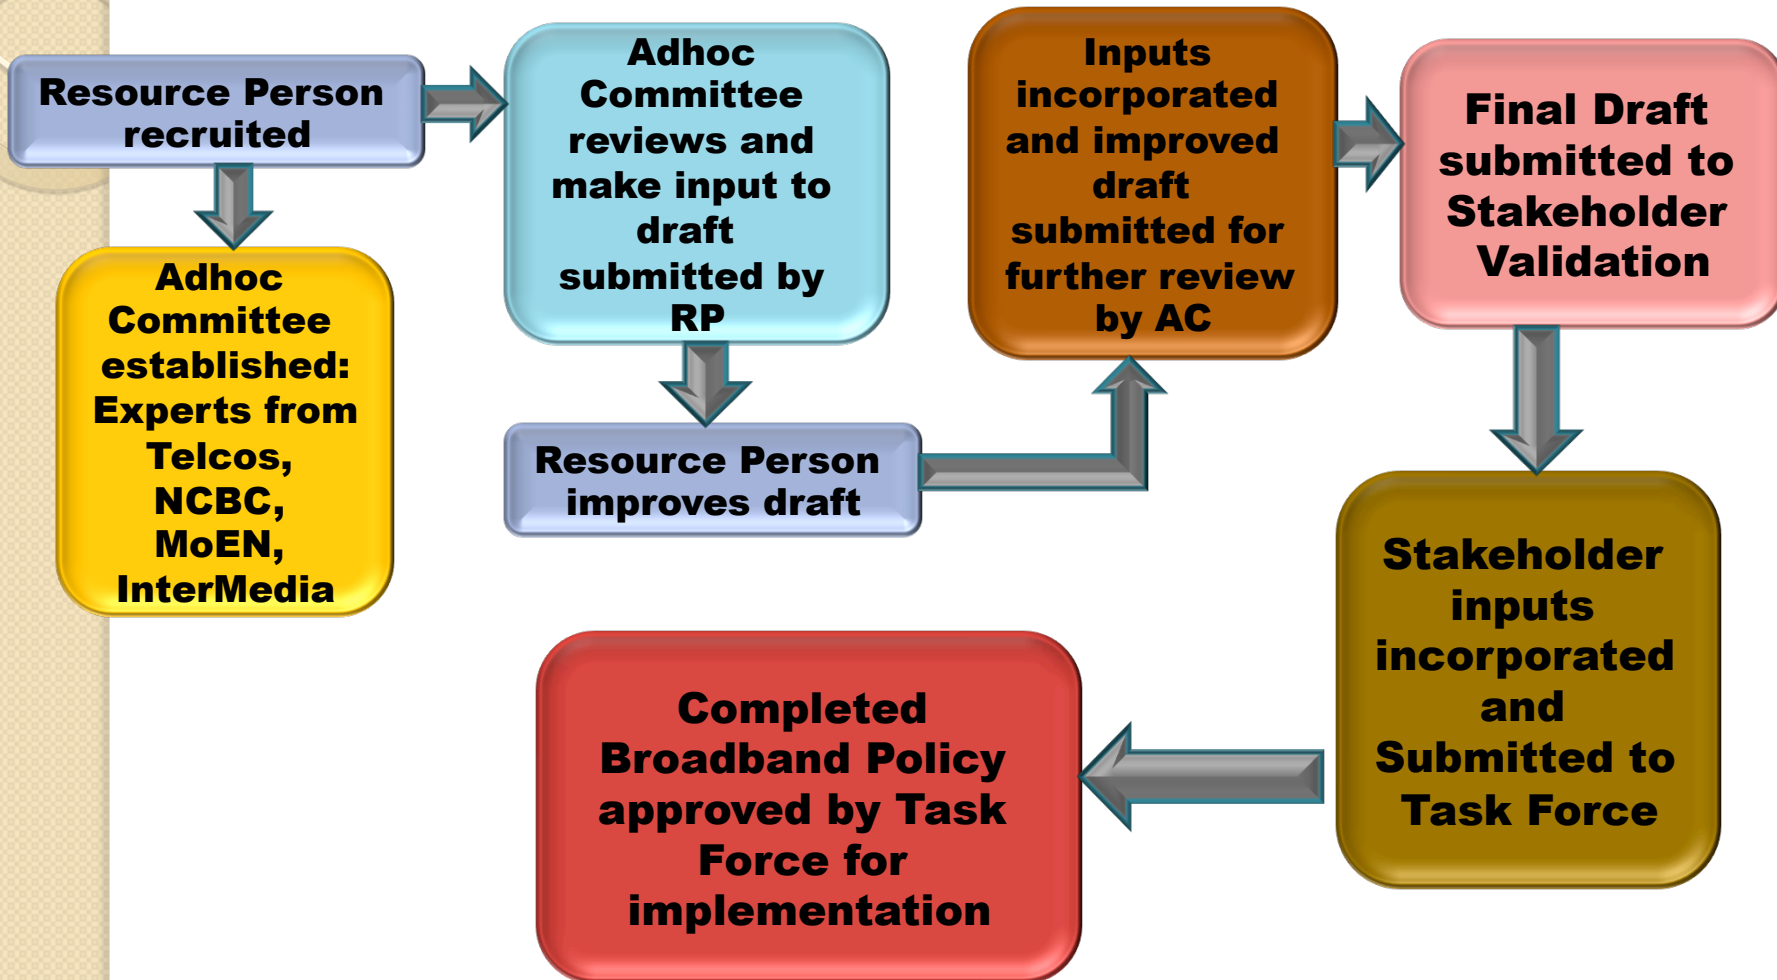 Resource Person
recruited
Adhoc
Committee
established:
Experts from
Telcos,
NCBC,
MoEN,
InterMedia
Adhoc
Committee
reviews and
make input to
draft
submitted by
RP
Resource Person
improves draft
Inputs
incorporated
and improved
draft
submitted for
further review
by AC
Final Draft
submitted to
Stakeholder
Validation
Stakeholder
inputs
incorporated
and
Submitted to
Task Force
Completed
Broadband Policy
approved by Task
Force for
implementation